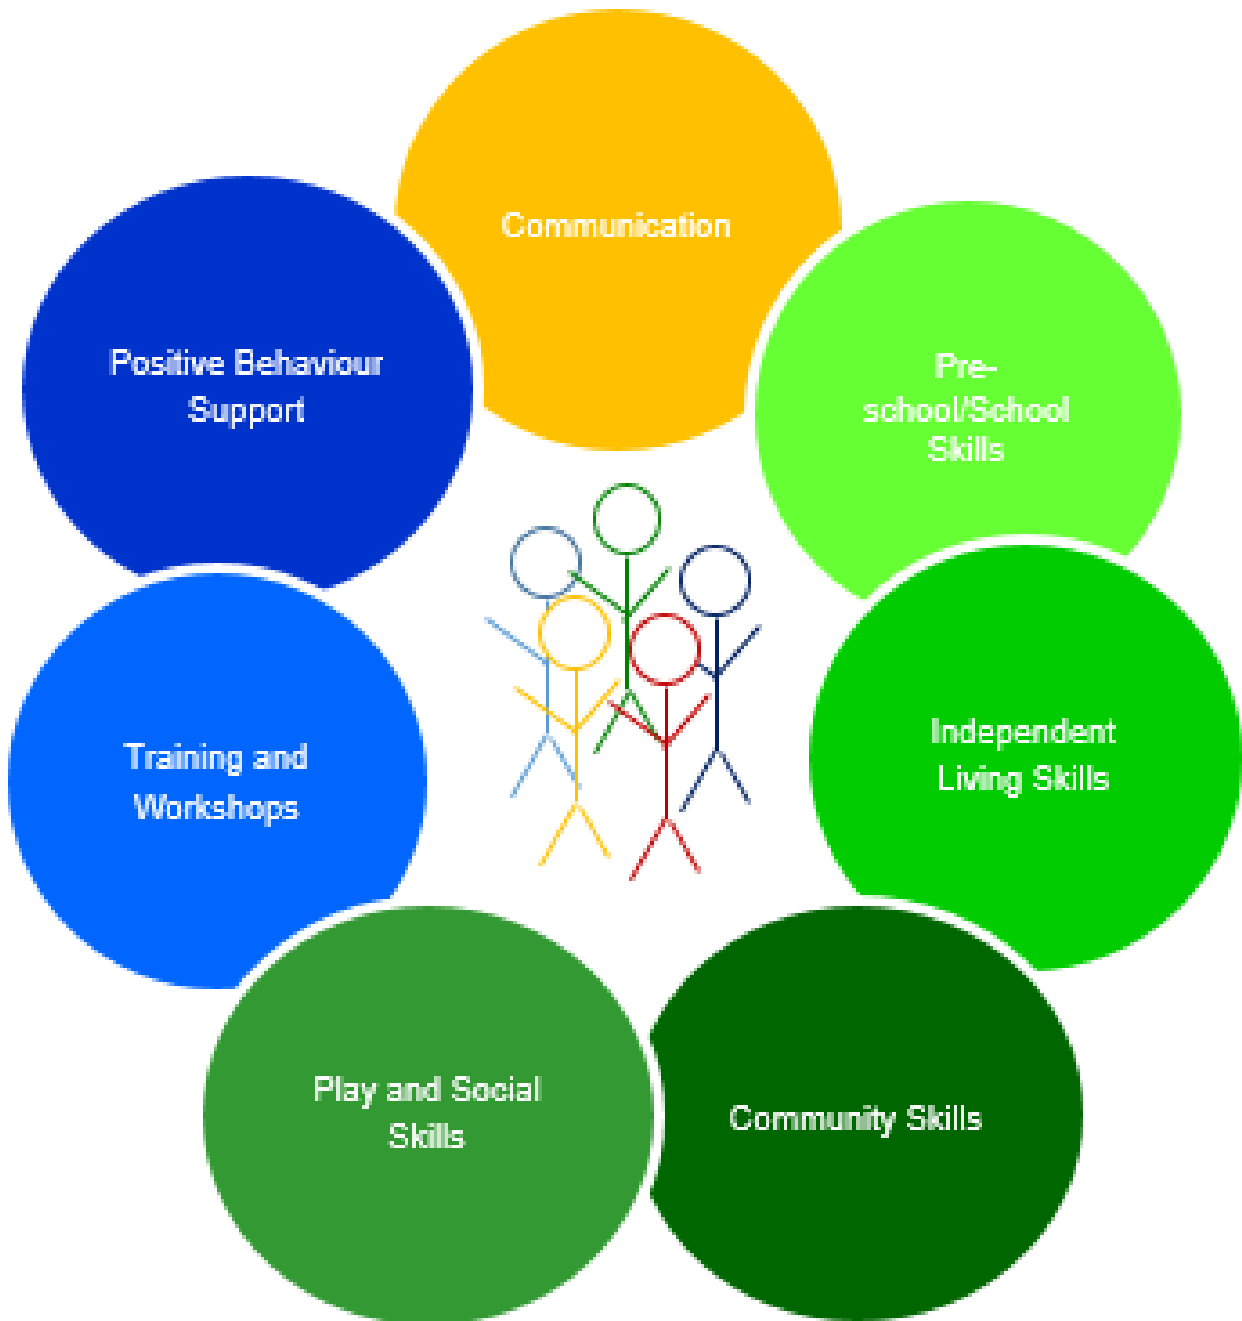 Communication
Positive Behaviour
Support
Pre-
school/School
Skills
Independent
Living Skills
Training and
Workshops
Play and Social
Skills
Community Skills